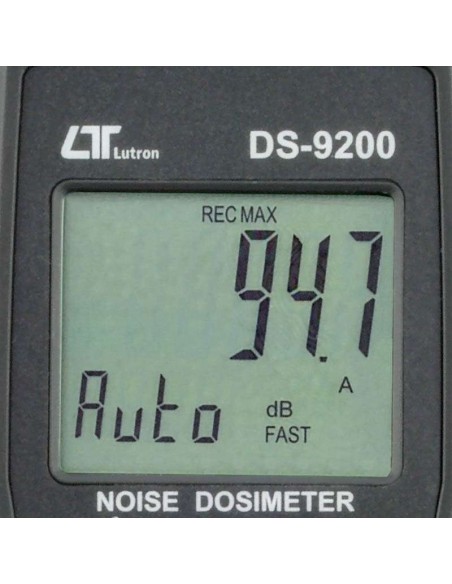 LT Lutron DS-9200
REC MAX
94.7
A
Auto dB
FAST
NOISE DOSIMETER